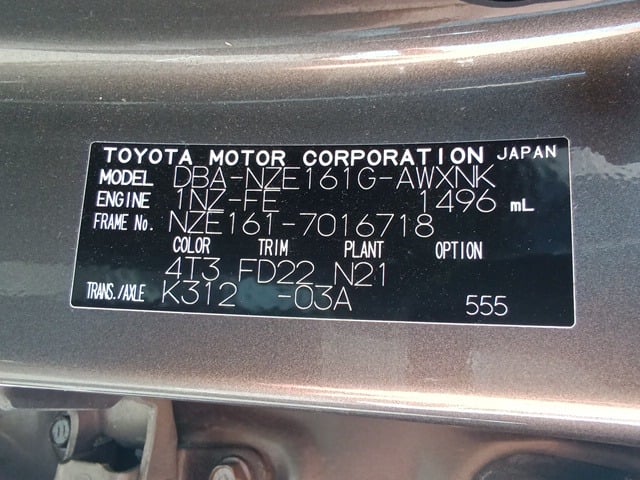 TOYOTA MOTOR CORPORATION JAPAN
MODEL DBA-NZE161G-AWXNK
ENGINE 1NZ-FE 1496 mL
FRAME No. NZE161-7016718
COLOR TRIM PLANT OPTION
4T3 FD22 N21
TRANS./AXLE K312 -03A 555